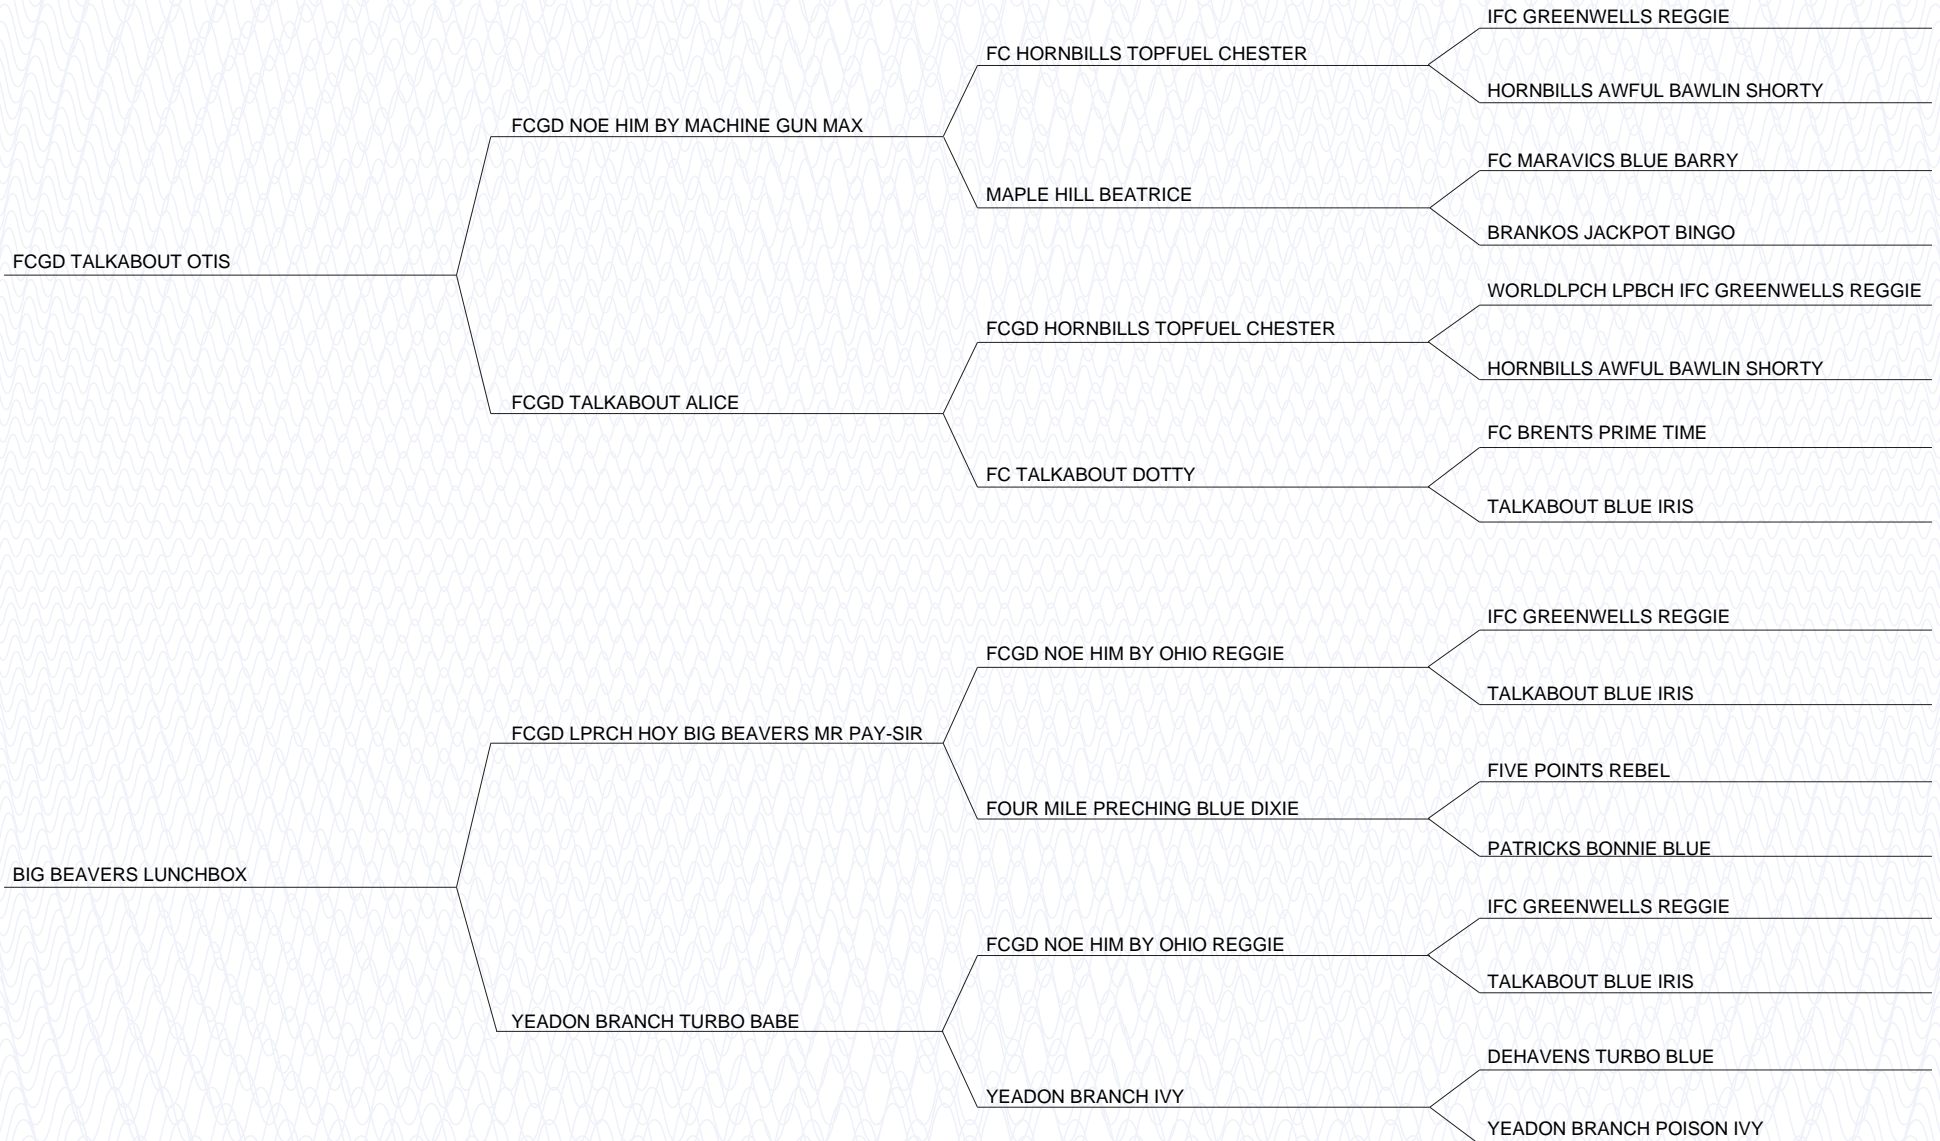 IFC GREENWELLS REGGIE
FC HORNBILLS TOPFUEL CHESTER
HORNBILLS AWFUL BAWLIN SHORTY
FCGD NOE HIM BY MACHINE GUN MAX
FC MARAVICS BLUE BARRY
MAPLE HILL BEATRICE
BRANKOS JACKPOT BINGO
FCGD TALKABOUT OTIS
WORLDLPCH LPBCH IFC GREENWELLS REGGIE
FCGD HORNBILLS TOPFUEL CHESTER
HORNBILLS AWFUL BAWLIN SHORTY
FCGD TALKABOUT ALICE
FC BRENTS PRIME TIME
FC TALKABOUT DOTTY
TALKABOUT BLUE IRIS
IFC GREENWELLS REGGIE
FCGD NOE HIM BY OHIO REGGIE
TALKABOUT BLUE IRIS
FCGD LPRCH HOY BIG BEAVERS MR PAY-SIR
FIVE POINTS REBEL
FOUR MILE PRECHING BLUE DIXIE
PATRICKS BONNIE BLUE
BIG BEAVERS LUNCHBOX
IFC GREENWELLS REGGIE
FCGD NOE HIM BY OHIO REGGIE
TALKABOUT BLUE IRIS
YEADON BRANCH TURBO BABE
DEHAVENS TURBO BLUE
YEADON BRANCH IVY
YEADON BRANCH POISON IVY